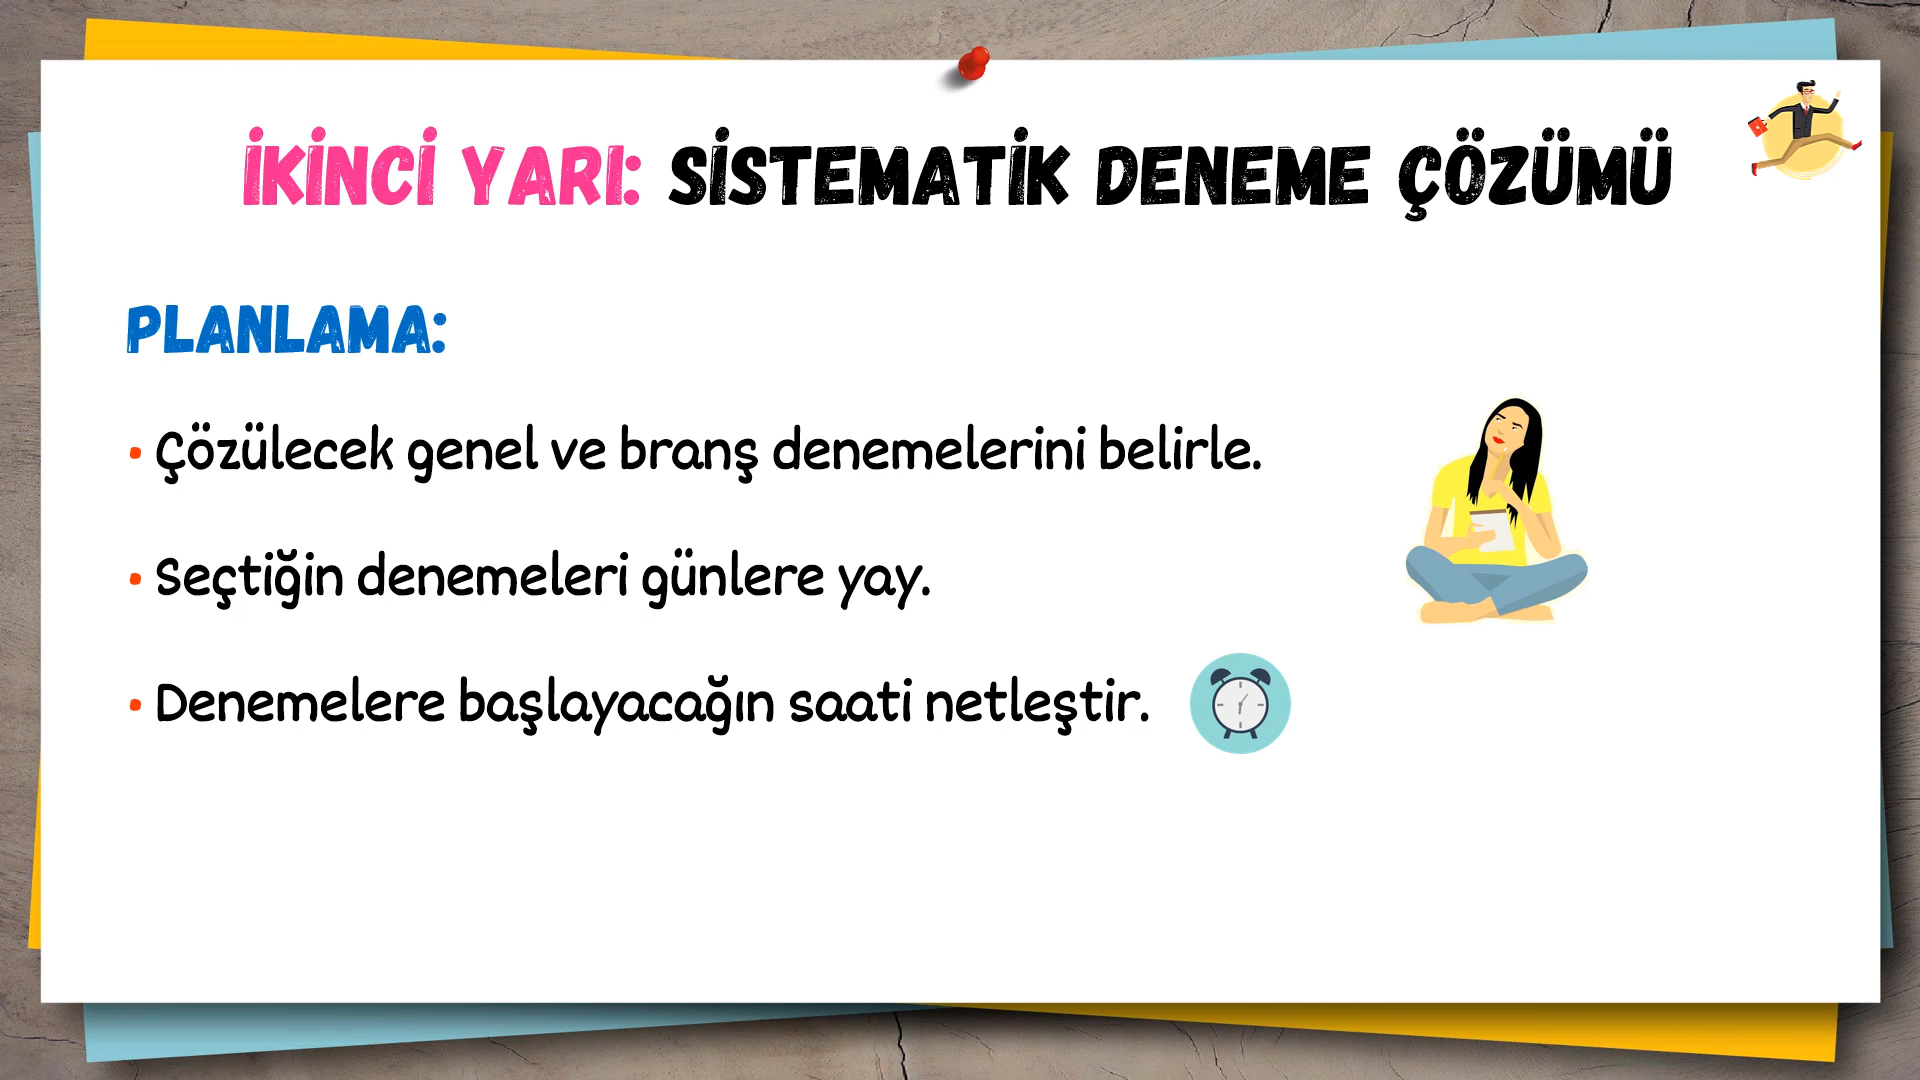 İKİNCİ YARI: SİSTEMATİK DENEME ÇÖZÜMÜ
PLANLAMA:
• Çözülecek genel ve branş denemelerini belirle.
• Seçtiğin denemeleri günlere yay.
• Denemelere başlayacağın saati netleştir.